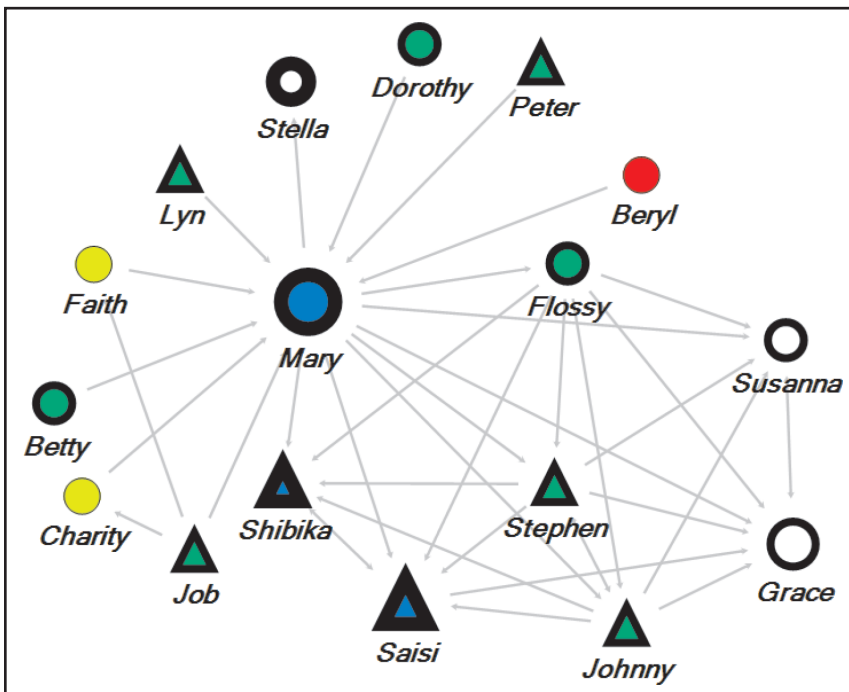 Dorothy
Peter
Stella
Lyn
Beryl
Faith
Flossy
Mary
Susanna
Betty
Charity
Shibika
Stephen
Job
Grace
Saisi
Johnny